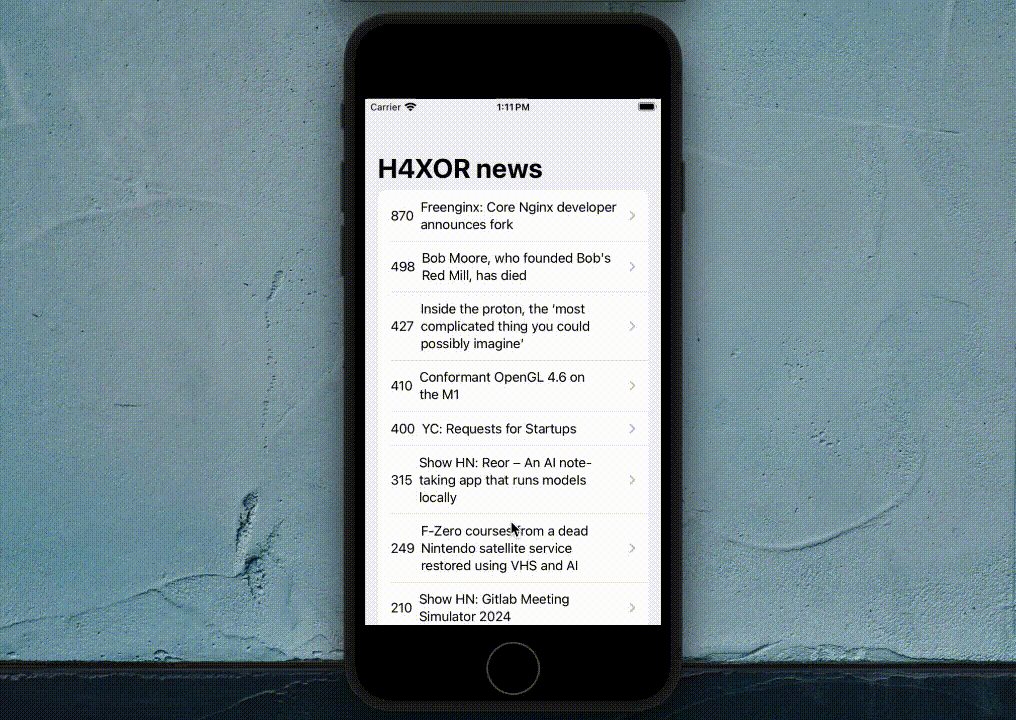 Carrier 1:11 PM
H4XOR news
870 Freenginx: Core Nginx developer
announces fork
498 Bob Moore, who founded Bob's
Red Mill, has died
427 Inside the proton, the ‘most
complicated thing you could
possibly imagine’
410 Conformant OpenGL 4.6 on
the M1
400 YC: Requests for Startups
315 Show HN: Reor – An AI note-
taking app that runs models
locally
249 F-Zero courses from a dead
Nintendo satellite service
restored using VHS and AI
210 Show HN: Gitlab Meeting
Simulator 2024